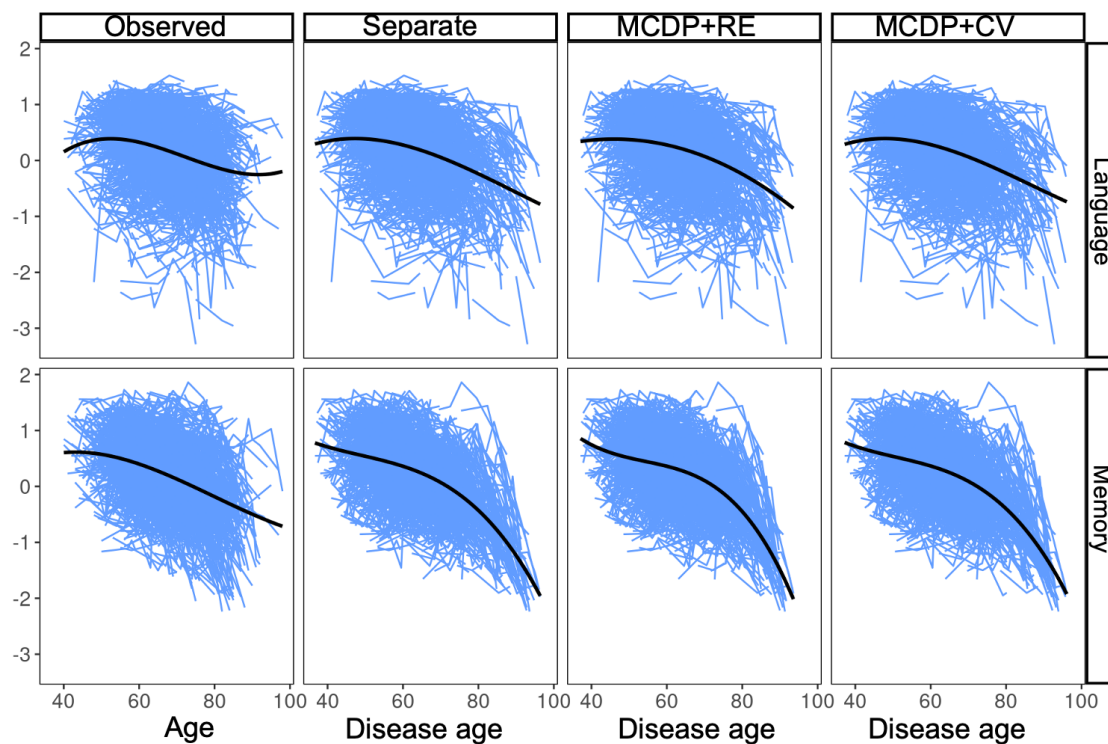 Observed Separate MCDP+RE MCDP+CV
2
1
0
-1
-2
-3
Language
2
1
0
-1
-2
-3
Memory
40 60 80 100 40 60 80 100 40 60 80 100 40 60 80 100
Age Disease age Disease age Disease age